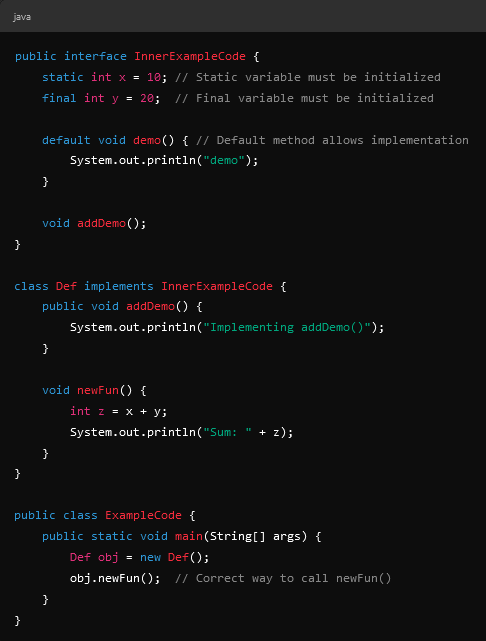 java
public interface InnerExampleCode {
    static int x = 10; // Static variable must be initialized
    final int y = 20;  // Final variable must be initialized

    default void demo() { // Default method allows implementation
        System.out.println("demo");
    }

    void addDemo();
}

class Def implements InnerExampleCode {
    public void addDemo() {
        System.out.println("Implementing addDemo()");
    }

    void newFun() {
        int z = x + y;
        System.out.println("Sum: " + z);
    }
}

public class ExampleCode {
    public static void main(String[] args) {
        Def obj = new Def();
        obj.newFun();  // Correct way to call newFun()
    }
}